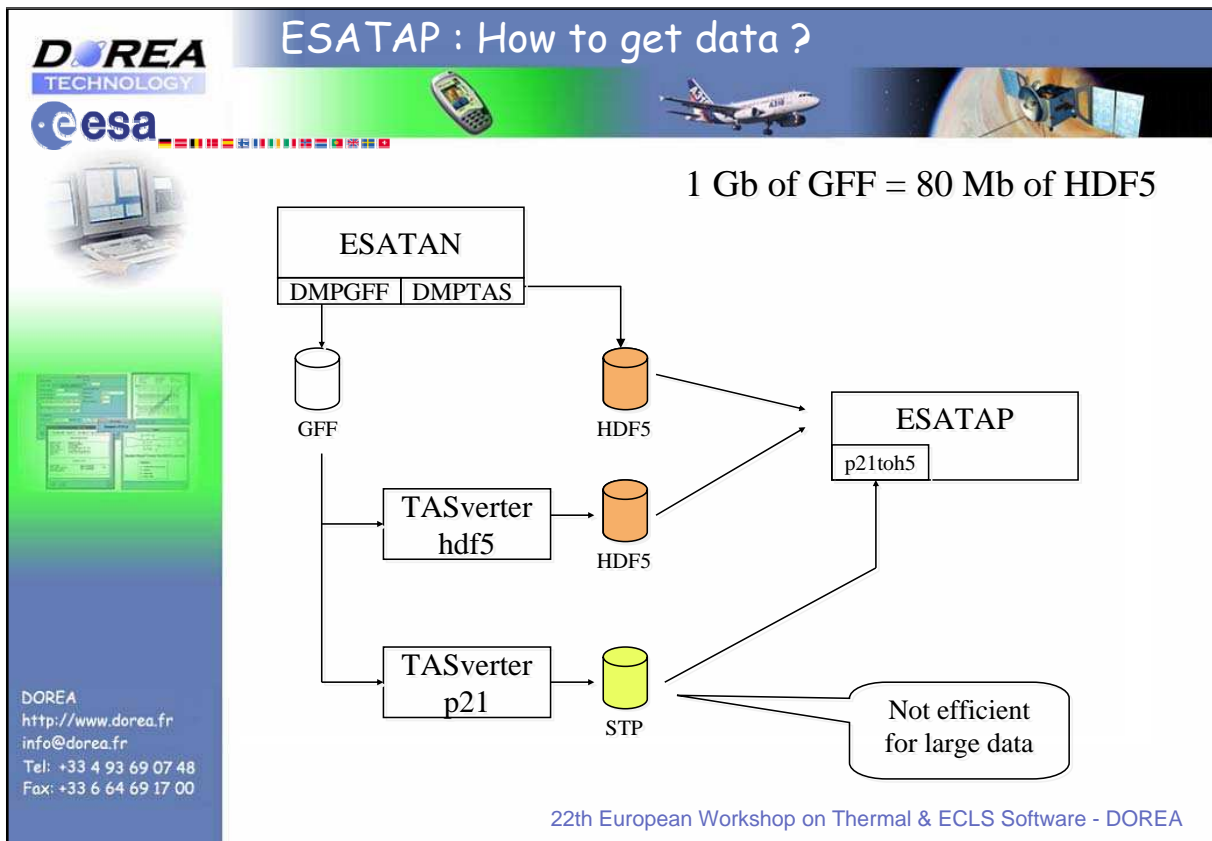 ESATAP : How to get data ?
DOREA
TECHNOLOGY
esa
1 Gb of GFF = 80 Mb of HDF5
ESATAN
DMPGFF DMPTAS
GFF
HDF5
ESATAP
p21toh5
TASverter
hdf5
HDF5
TASverter
p21
STP
Not efficient
for large data
DOREA
http://www.dorea.fr
info@dorea.fr
Tel: +33 4 93 69 07 48
Fax: +33 6 64 69 17 00
22th European Workshop on Thermal & ECLS Software - DOREA